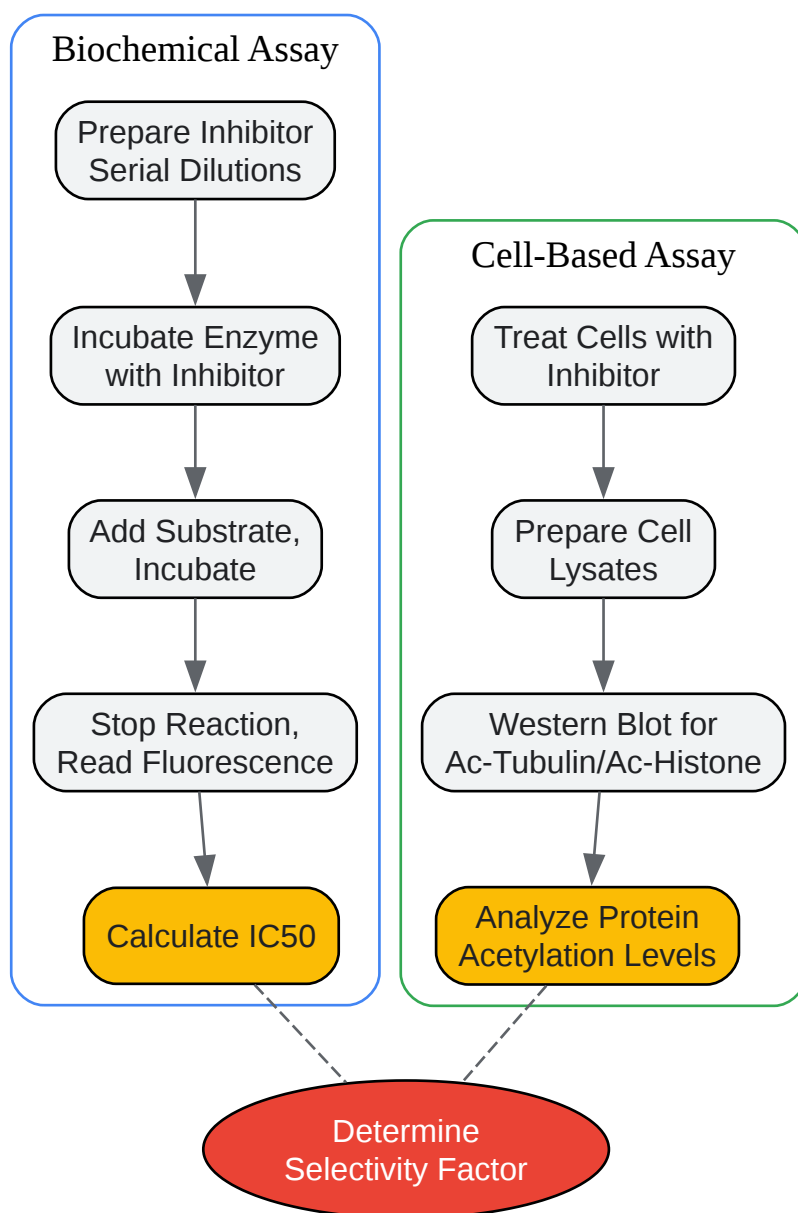 Biochemical Assay
Prepare Inhibitor
Serial Dilutions
Incubate Enzyme
with Inhibitor
Add Substrate,
Incubate
Stop Reaction,
Read Fluorescence
Calculate IC50
Cell-Based Assay
Treat Cells with
Inhibitor
Prepare Cell
Lysates
Western Blot for
Ac-Tubulin/Ac-Histone
Analyze Protein
Acetylation Levels
Determine
Selectivity Factor